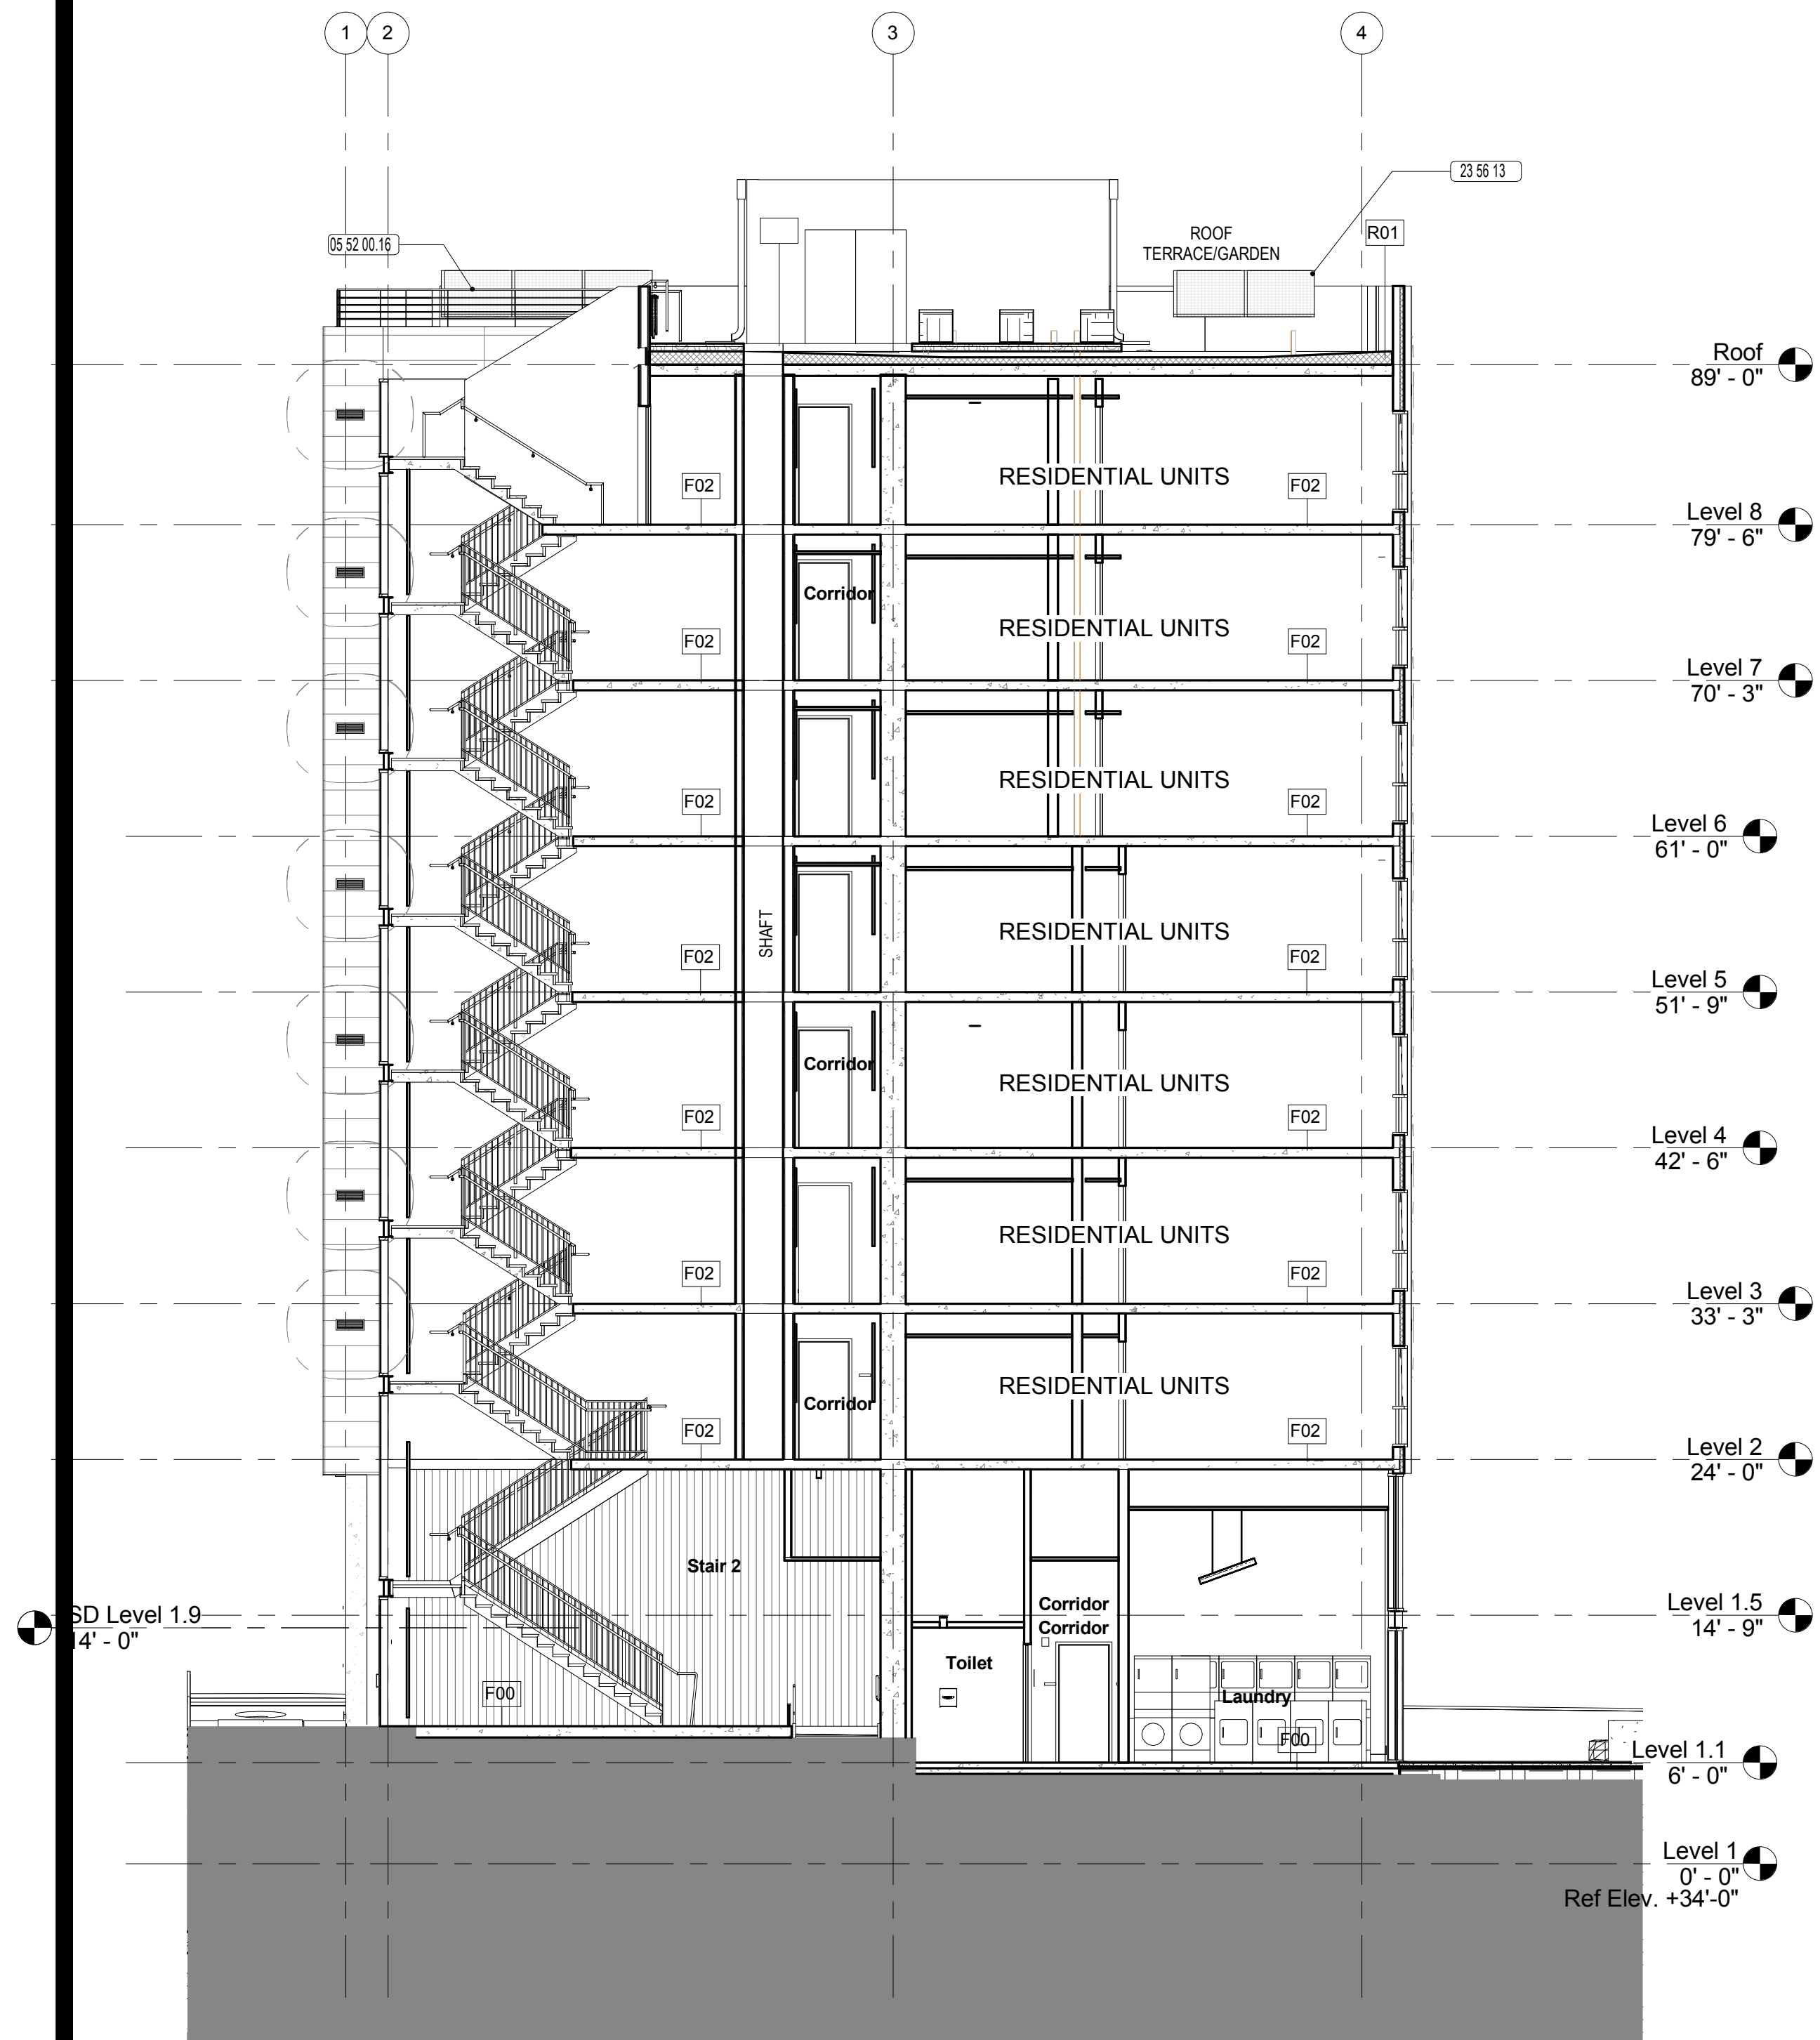 1
2
3
4
23 56 13
05 52 00.16
ROOF
TERRACE/GARDEN
R01
Roof
89' - 0"
RESIDENTIAL UNITS
F02
F02
Level 8
79' - 6"
Corridor
RESIDENTIAL UNITS
F02
F02
Level 7
70' - 3"
RESIDENTIAL UNITS
F02
F02
Level 6
61' - 0"
SHAFT
RESIDENTIAL UNITS
F02
F02
Level 5
51' - 9"
Corridor
RESIDENTIAL UNITS
F02
F02
Level 4
42' - 6"
RESIDENTIAL UNITS
F02
F02
Level 3
33' - 3"
RESIDENTIAL UNITS
Corridor
F02
F02
Level 2
24' - 0"
Stair 2
SD Level 1.9
14' - 0"
Corridor
Corridor
Level 1.5
14' - 9"
Toilet
F00
Laundry
F00
Level 1.1
6' - 0"
Level 1
0' - 0"
Ref Elev. +34'-0"